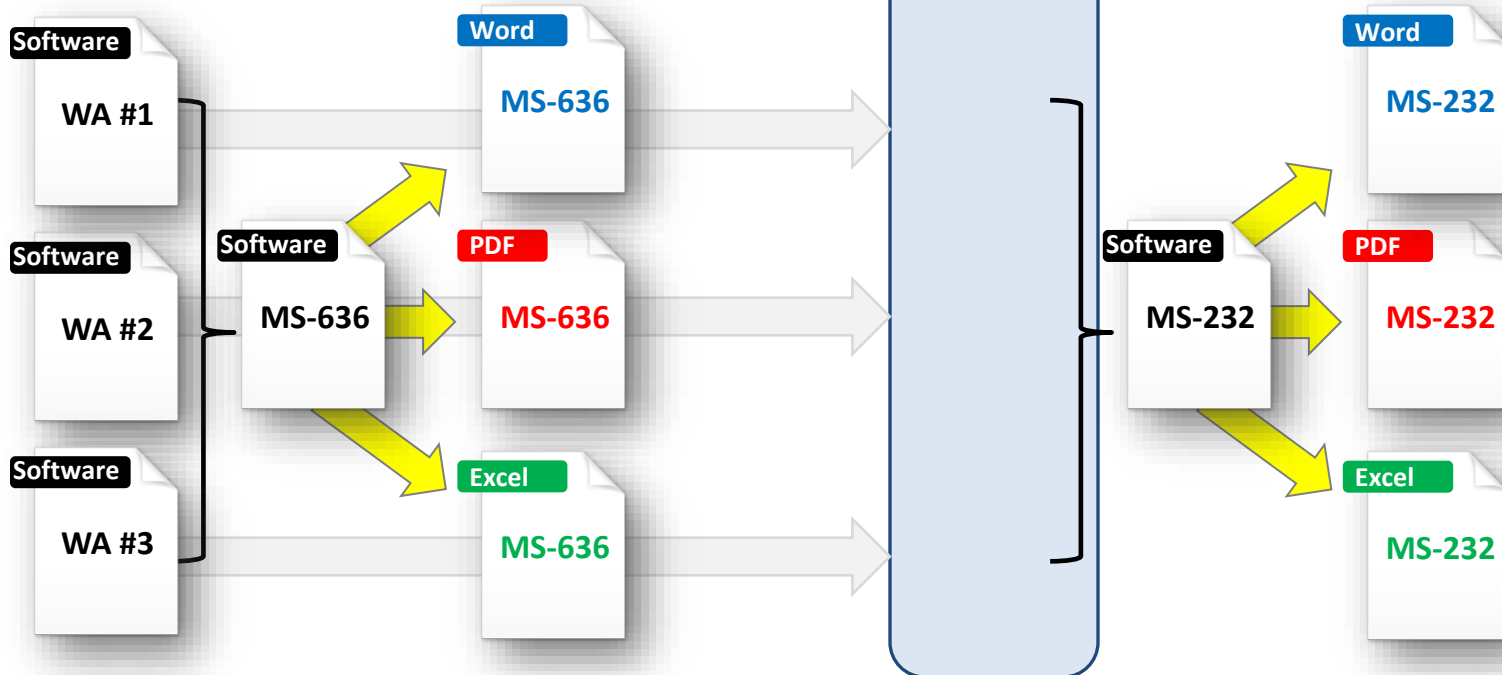 Software
WA #1
Software
WA #2
Software
WA #3
Software
MS-636
Word
MS-636
PDF
MS-636
Excel
MS-636
Software
MS-232
Word
MS-232
PDF
MS-232
Excel
MS-232